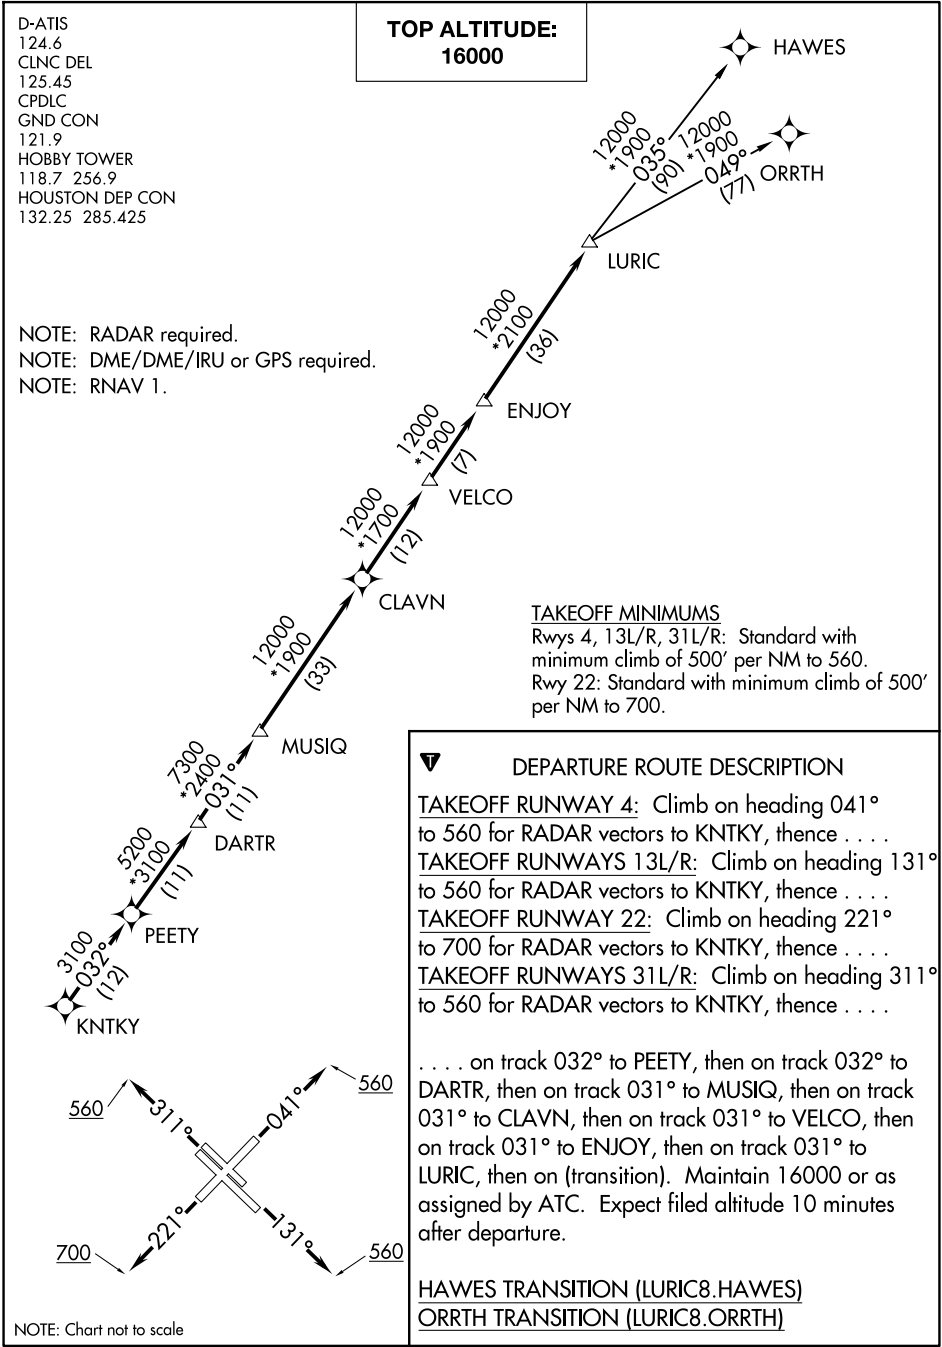 D-ATIS
124.6
CLNC DEL
125.45
CPDLC
GND CON
121.9
HOBBY TOWER
118.7 256.9
HOUSTON DEP CON
132.25 285.425
TOP ALTITUDE:
16000
HAWES
12000
*1900
035°
(90)
12000
*1900
049°
(77)
ORRTH
LURIC
NOTE: RADAR required.
NOTE: DME/DME/IRU or GPS required.
NOTE: RNAV 1.
12000
*2100
(36)
ENJOY
12000
*1900
(7)
VELCO
12000
*1700
(12)
CLAVN
12000
*1900
(33)
MUSIQ
7300
*2400
031°
(11)
DARTR
5200
*3100
(11)
PEETY
3100
032°
(12)
KNTKY
TAKEOFF MINIMUMS
Rwys 4, 13L/R, 31L/R: Standard with
minimum climb of 500' per NM to 560.
Rwy 22: Standard with minimum climb of 500'
per NM to 700.
T
DEPARTURE ROUTE DESCRIPTION
TAKEOFF RUNWAY 4: Climb on heading 041°
to 560 for RADAR vectors to KNTKY, thence . . . .
TAKEOFF RUNWAYS 13L/R: Climb on heading 131°
to 560 for RADAR vectors to KNTKY, thence . . . .
TAKEOFF RUNWAY 22: Climb on heading 221°
to 700 for RADAR vectors to KNTKY, thence . . . .
TAKEOFF RUNWAYS 31L/R: Climb on heading 311°
to 560 for RADAR vectors to KNTKY, thence . . . .
. . . . on track 032° to PEETY, then on track 032° to
DARTR, then on track 031° to MUSIQ, then on track
031° to CLAVN, then on track 031° to VELCO, then
on track 031° to ENJOY, then on track 031° to
LURIC, then on (transition). Maintain 16000 or as
assigned by ATC. Expect filed altitude 10 minutes
after departure.
HAWES TRANSITION (LURIC8.HAWES)
ORRTH TRANSITION (LURIC8.ORRTH)
560
311°
041°
560
700
221°
131°
560
NOTE: Chart not to scale